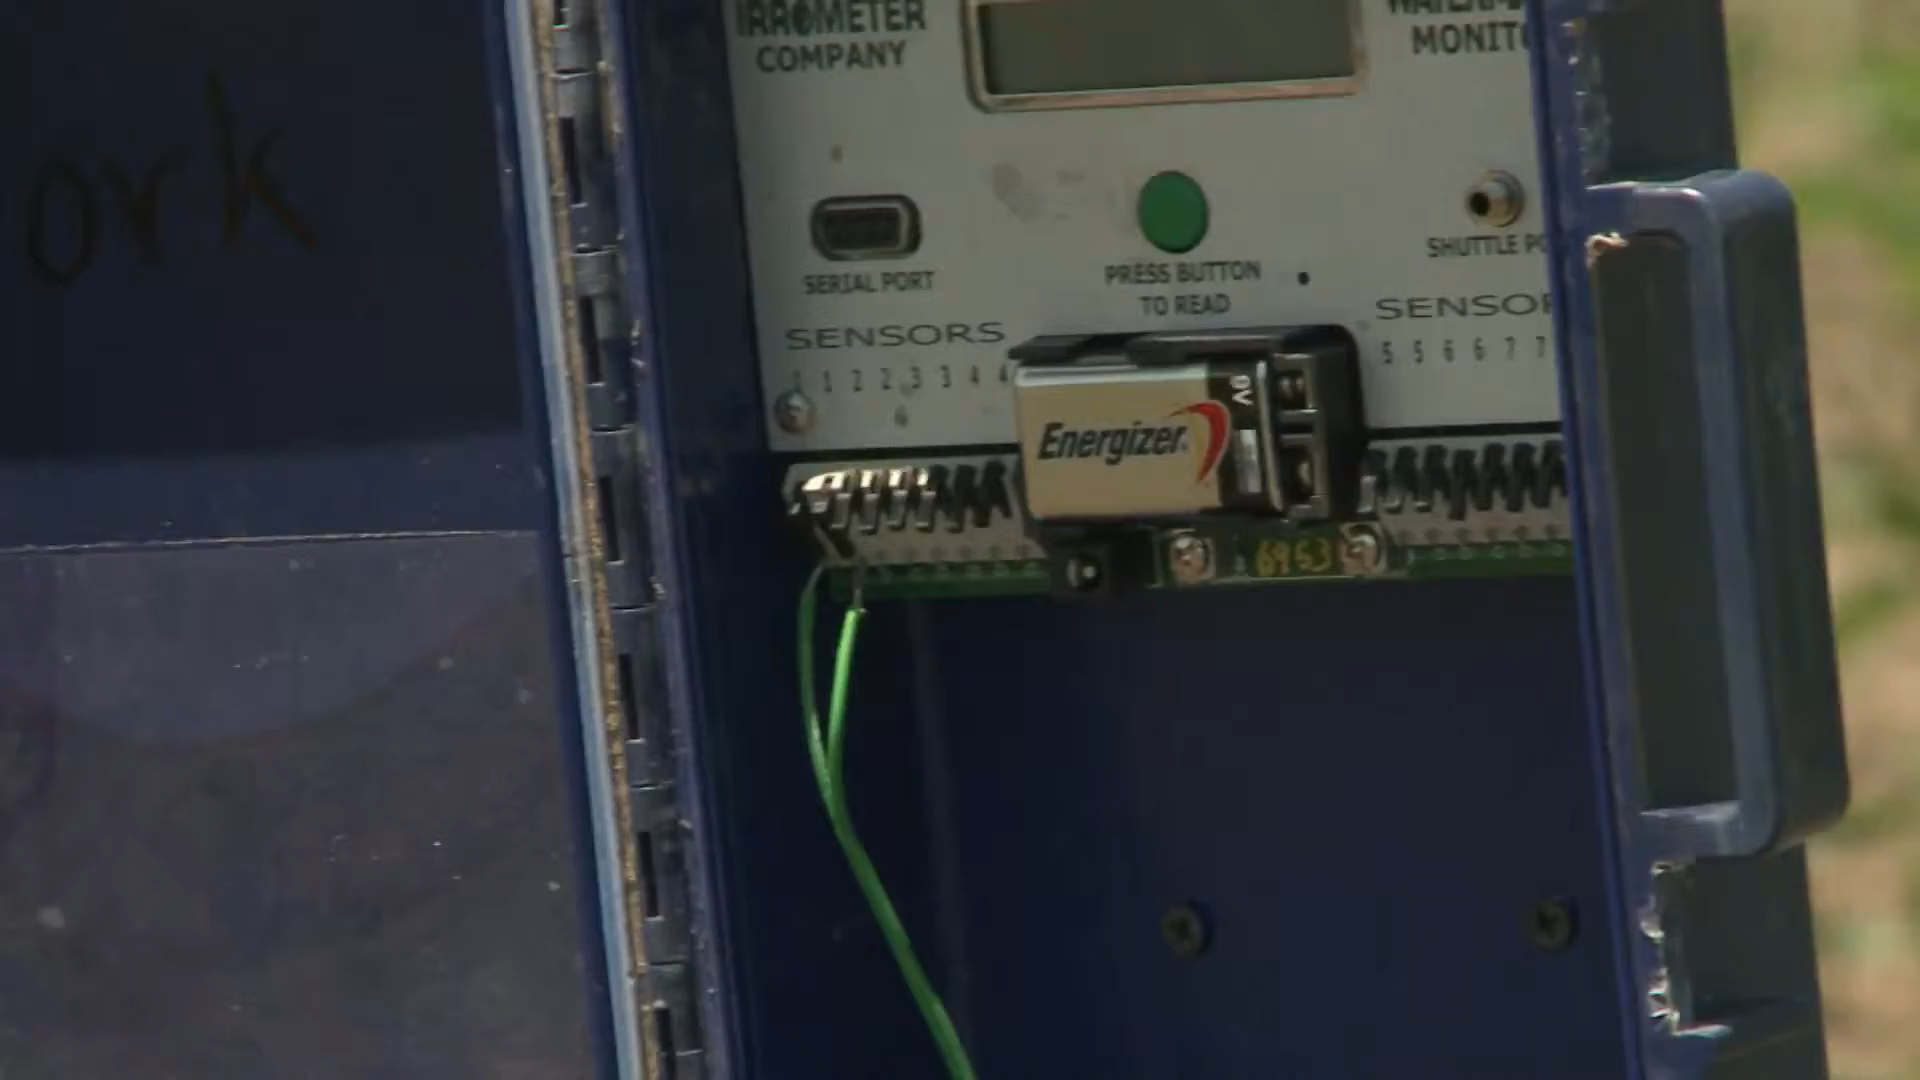 ork
IRROMETER
COMPANY
MONIT
SERIAL PORT
PRESS BUTTON
TO READ
SHUTTLE PO
SENSORS
1 1 2 2 3 3 4 4
SENSOR
5 5 6 6 7 7
9V
Energizer
6953